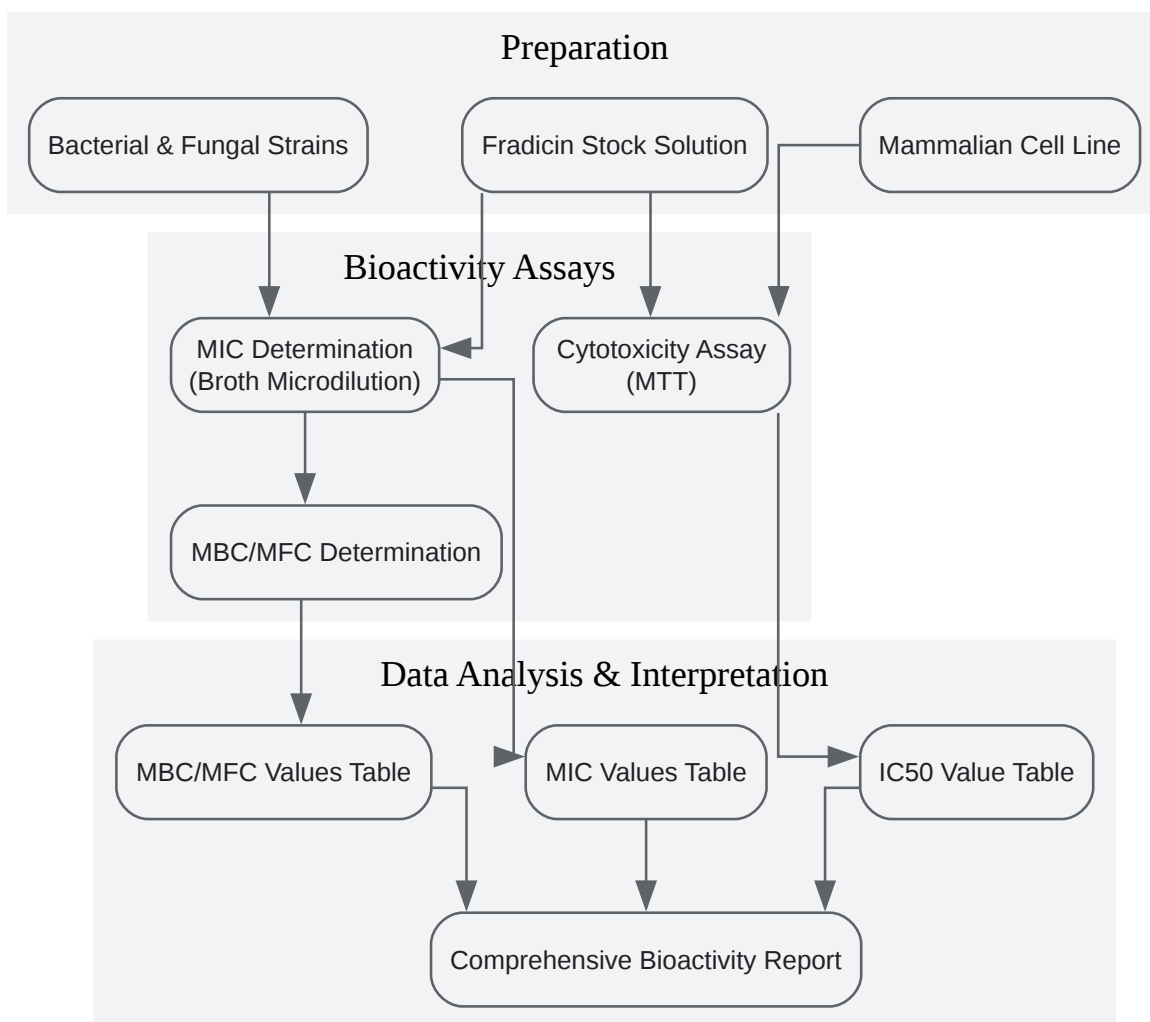 Preparation
Bacterial & Fungal Strains
Fradicin Stock Solution
Mammalian Cell Line
Bioactivity Assays
MIC Determination
(Broth Microdilution)
Cytotoxicity Assay
(MTT)
MBC/MFC Determination
Data Analysis & Interpretation
MBC/MFC Values Table
MIC Values Table
IC50 Value Table
Comprehensive Bioactivity Report